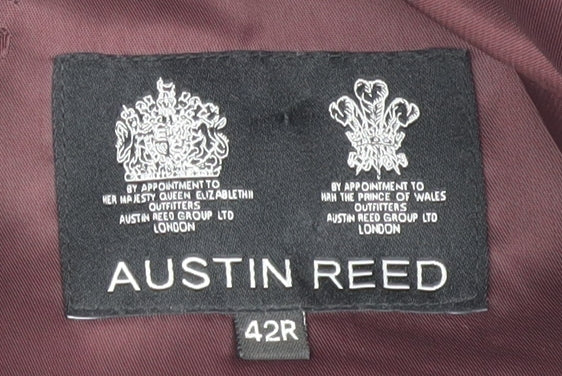 BY APPOINTMENT TO
HER MAJESTY QUEEN ELIZABETH II
OUTFITTERS
AUSTIN REED GROUP LTD
LONDON
BY APPOINTMENT TO
HRH THE PRINCE OF WALES
OUTFITTERS
AUSTIN REED GROUP LTD
LONDON
AUSTIN REED
42R